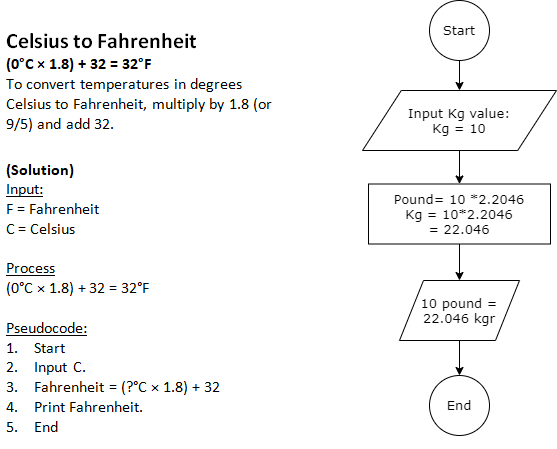 Celsius to Fahrenheit
(0°C × 1.8) + 32 = 32°F
To convert temperatures in degrees
Celsius to Fahrenheit, multiply by 1.8 (or
9/5) and add 32.
(Solution)
Input:
F = Fahrenheit
C = Celsius
Process
(0°C × 1.8) + 32 = 32°F
Pseudocode:
1. Start
2. Input C.
3. Fahrenheit = (?°C × 1.8) + 32
4. Print Fahrenheit.
5. End
Start
Input Kg value:
Kg = 10
Pound= 10 *2.2046
Kg = 10*2.2046
= 22.046
10 pound =
22.046 kgr
End